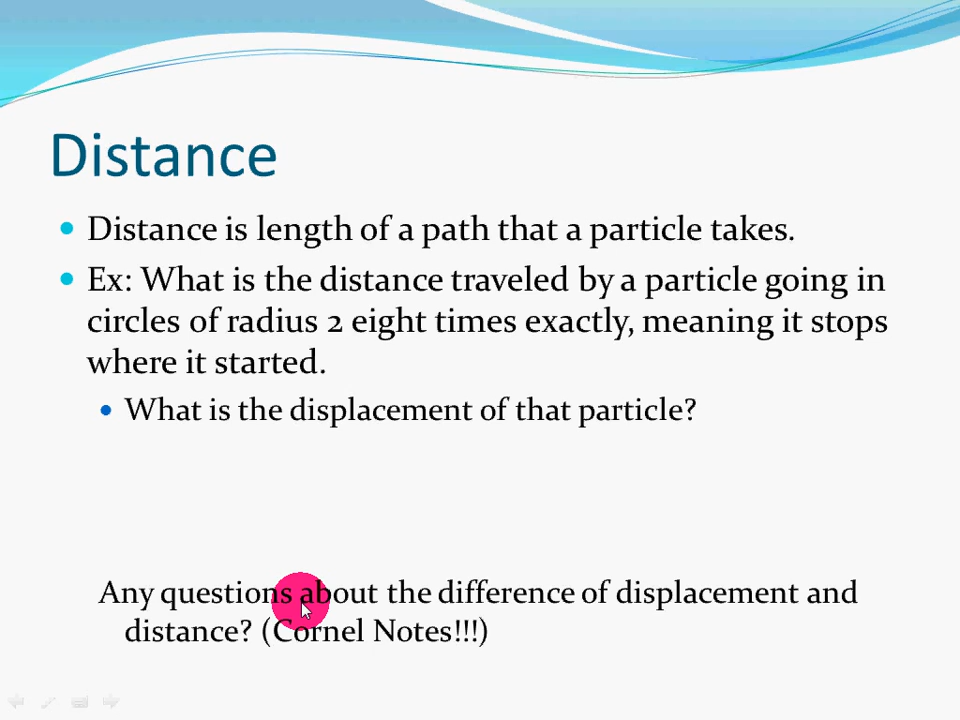 Distance
Distance is length of a path that a particle takes.
Ex: What is the distance traveled by a particle going in
circles of radius 2 eight times exactly, meaning it stops
where it started.
What is the displacement of that particle?
Any questions about the difference of displacement and
distance? (Cornel Notes!!!)